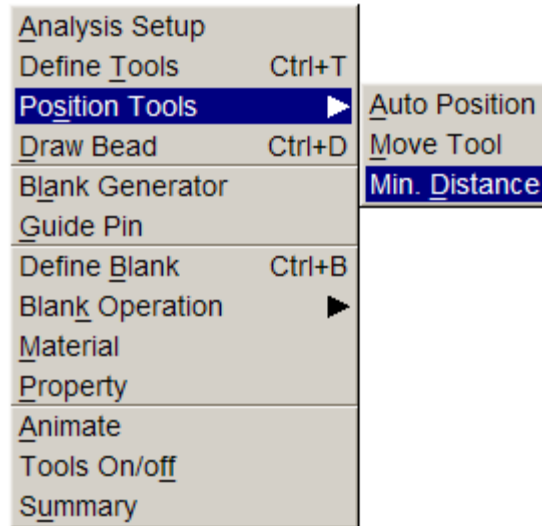 Analysis Setup
Define Tools Ctrl+T
Position Tools
Draw Bead Ctrl+D
Blank Generator
Guide Pin
Define Blank Ctrl+B
Blank Operation
Material
Property
Animate
Tools On/off
Summary
Auto Position
Move Tool
Min. Distance